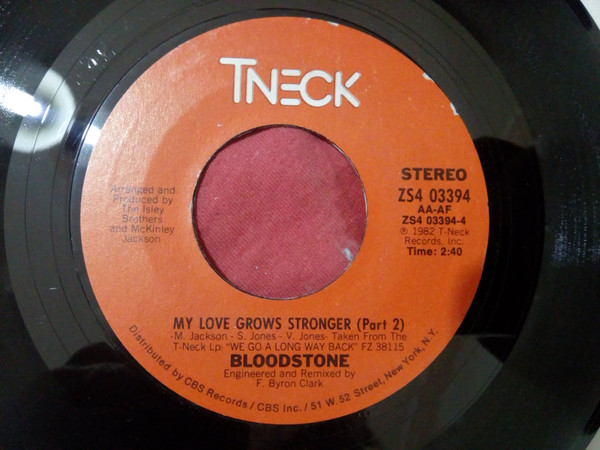 TNECK
STEREO
ZS4 03394
AA-AF
ZS4 03394-4
℗ 1982 T-Neck
Records, Inc.
Time: 2:40
Arranged and
Produced by
The Isley
Brothers
and McKinley
Jackson
MY LOVE GROWS STRONGER (Part 2)
-M. Jackson - S. Jones - V. Jones- Taken From The
T-Neck Lp: "WE GO A LONG WAY BACK" FZ 38115
BLOODSTONE
Engineered and Remixed by
F. Byron Clark
Distributed by CBS Records / CBS Inc. / 51 W. 52 Street, New York, N.Y.